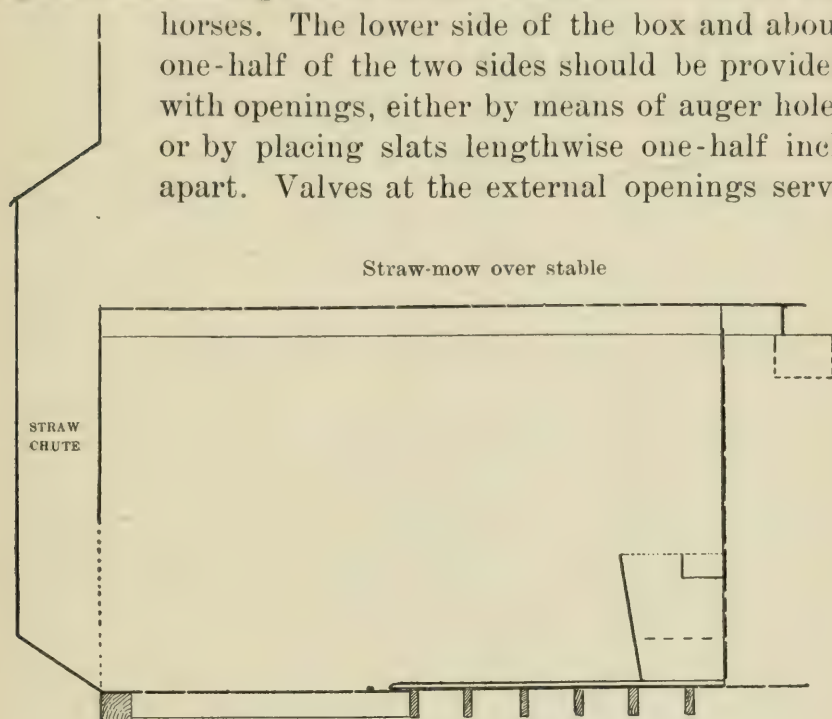 horses. The lower side of the box and abou
one-half of the two sides should be provide
with openings, either by means of auger hole
or by placing slats lengthwise one-half inc
apart. Valves at the external openings serv
Straw-mow over stable
STRAW
CHUTE